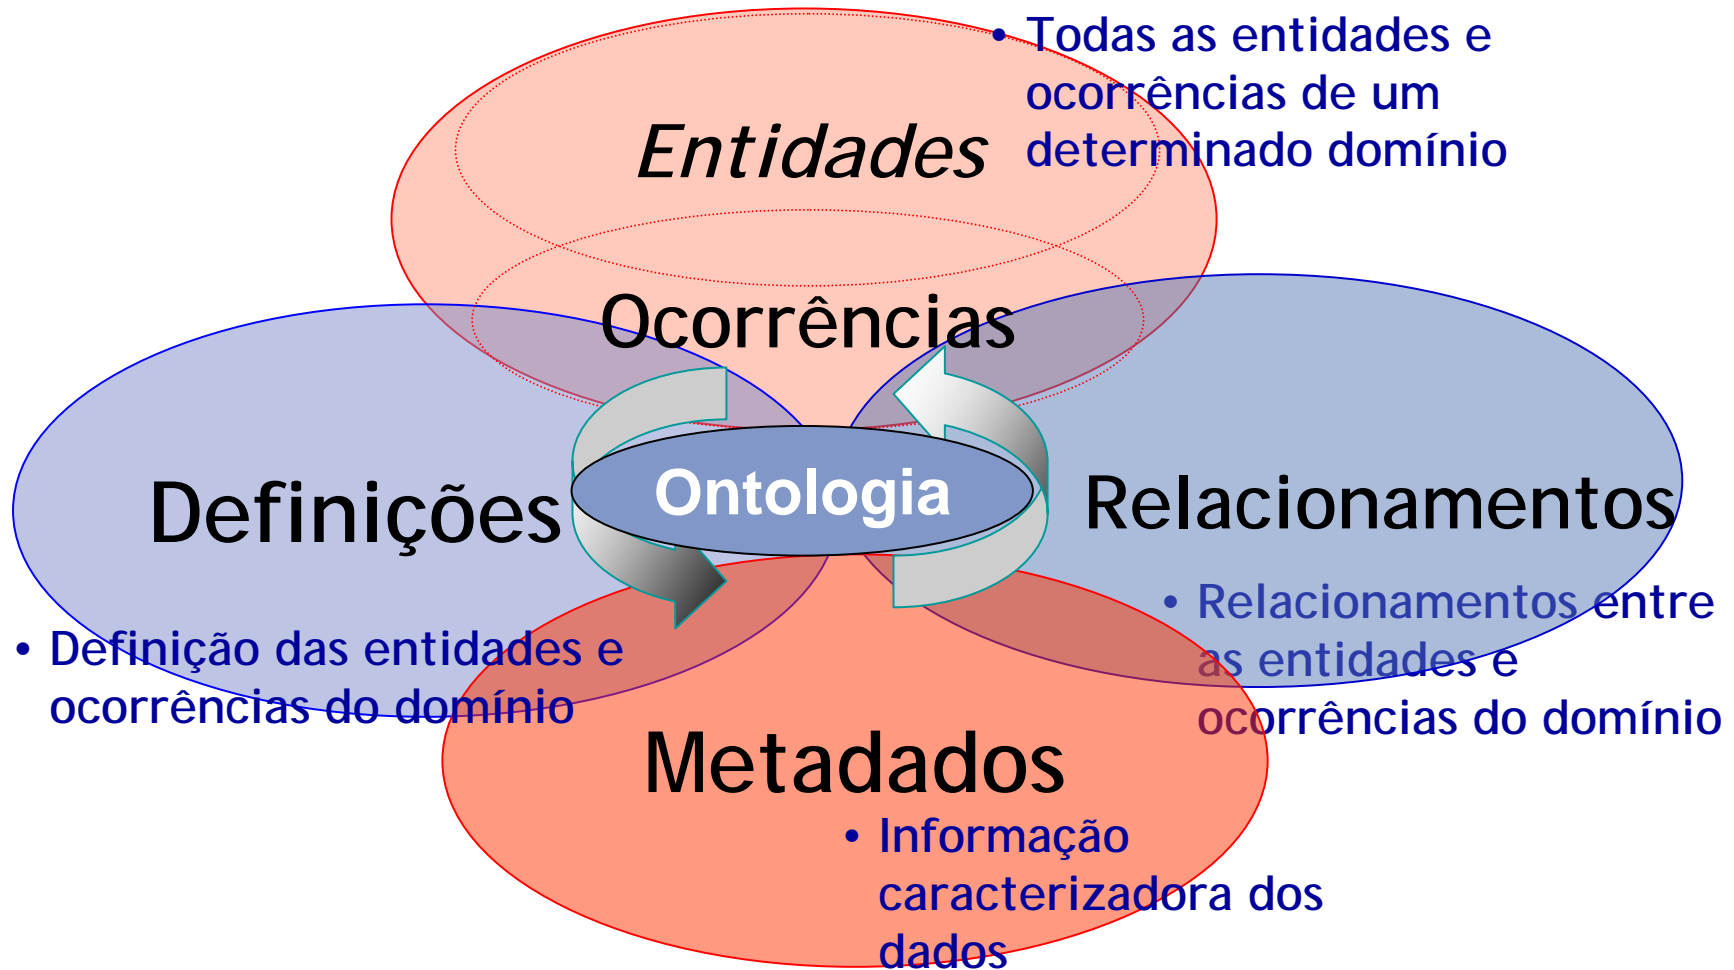 • Todas as entidades e
ocorrências de um
determinado domínio
Entidades
Ocorrências
Ontologia
Definições
Relacionamentos
• Relacionamentos entre
as entidades e
ocorrências do domínio
• Definição das entidades e
ocorrências do domínio
Metadados
• Informação
caracterizadora dos
dados